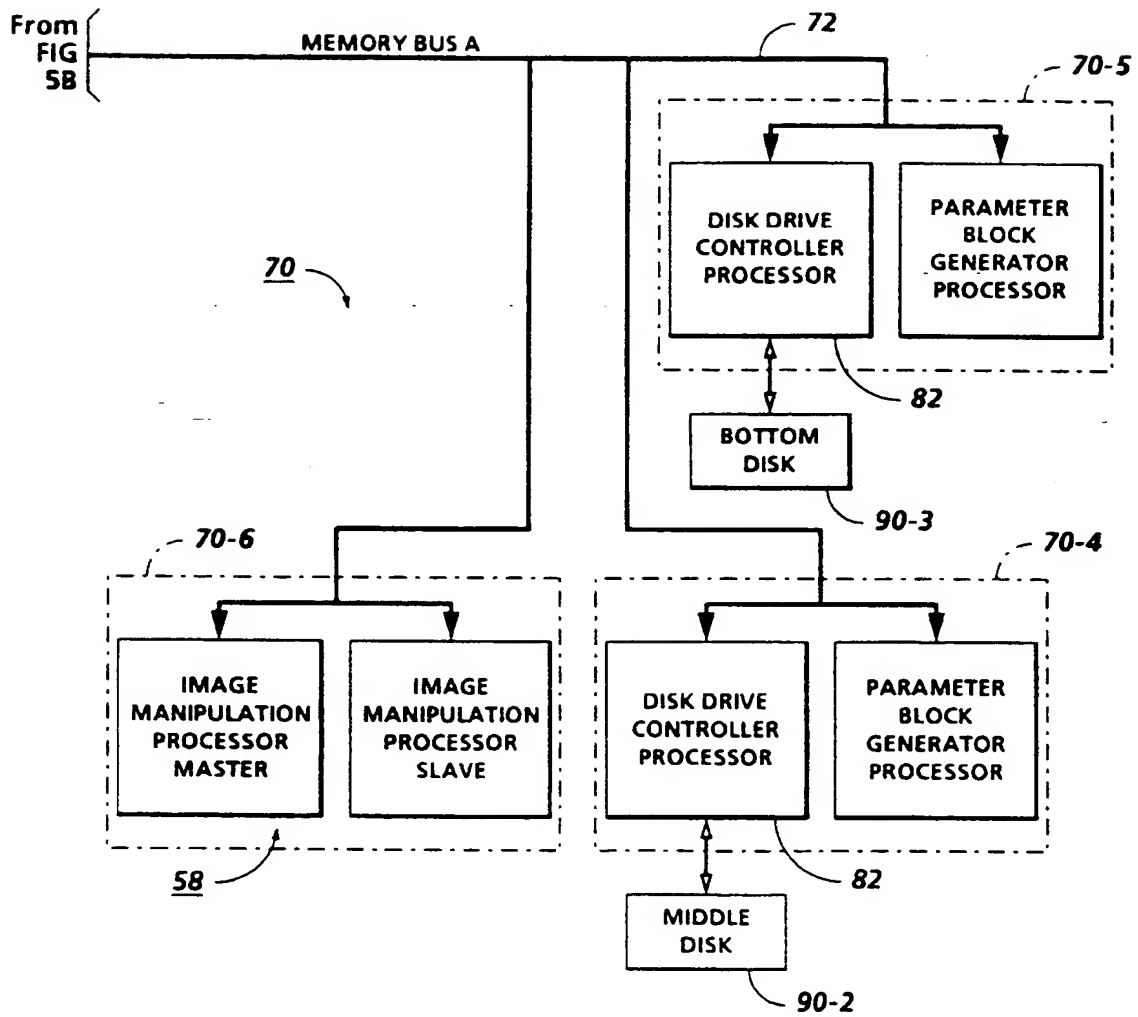 From
FIG
5B
MEMORY BUS A
72
70-5
DISK DRIVE
CONTROLLER
PROCESSOR
PARAMETER
BLOCK
GENERATOR
PROCESSOR
70
82
BOTTOM
DISK
90-3
70-6
70-4
IMAGE
MANIPULATION
PROCESSOR
MASTER
IMAGE
MANIPULATION
PROCESSOR
SLAVE
DISK DRIVE
CONTROLLER
PROCESSOR
PARAMETER
BLOCK
GENERATOR
PROCESSOR
58
82
MIDDLE
DISK
90-2